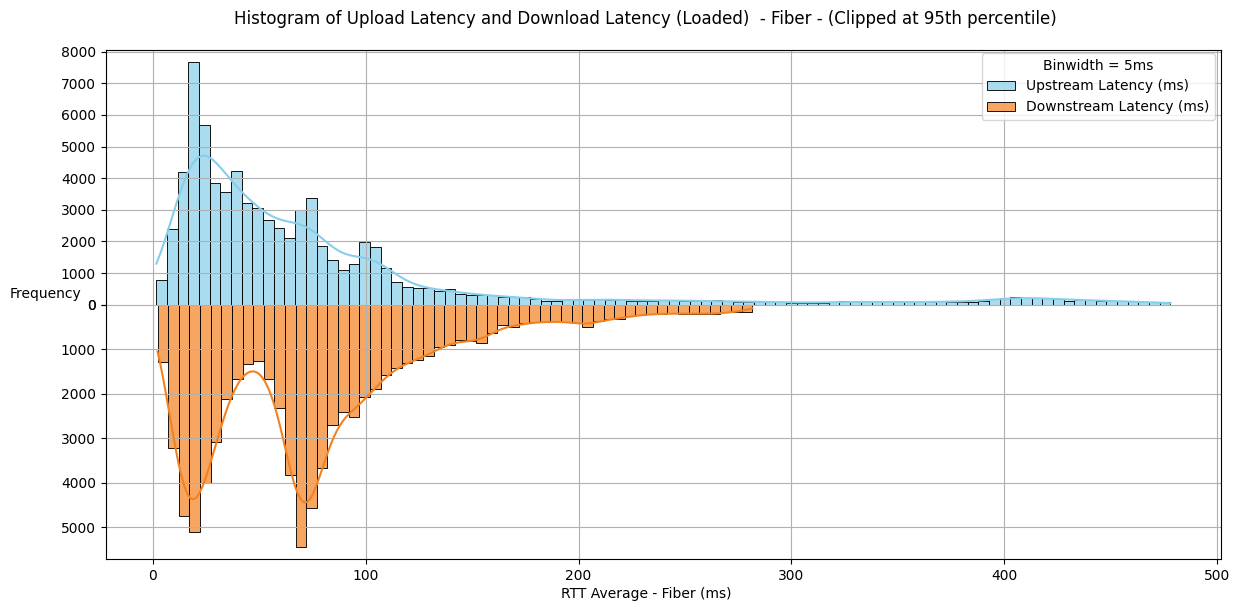 Histogram of Upload Latency and Download Latency (Loaded)  - Fiber - (Clipped at 95th percentile)
Binwidth = 5ms
Upstream Latency (ms)
Downstream Latency (ms)
8000
7000
6000
5000
4000
3000
2000
1000
Frequency
0
1000
2000
3000
4000
5000
0 100 200 300 400 500
RTT Average - Fiber (ms)